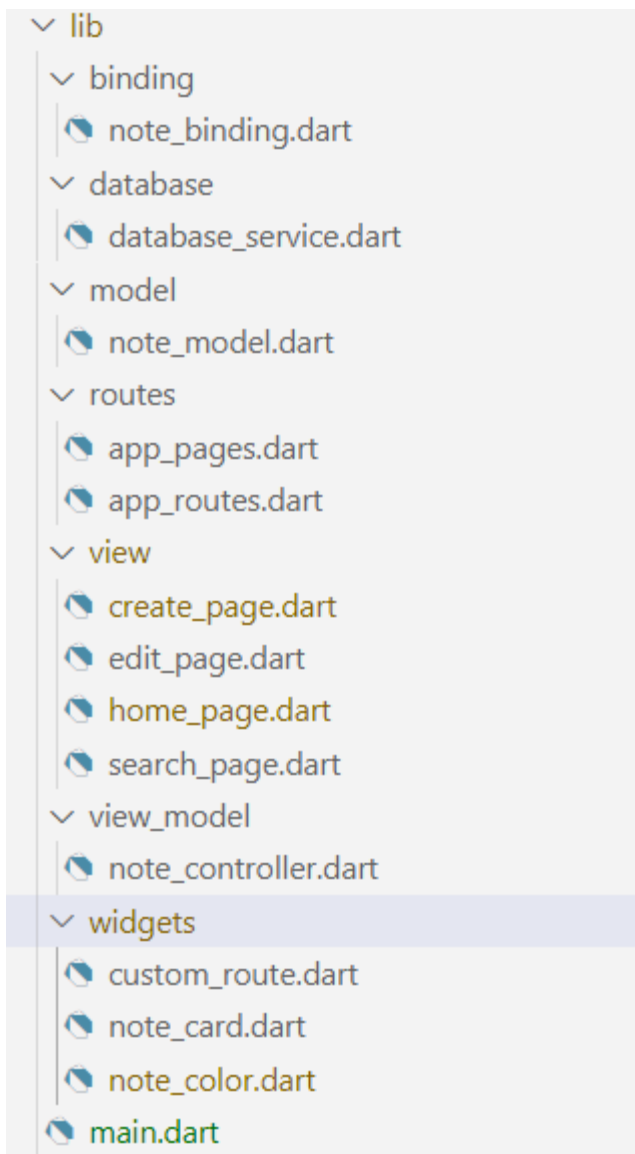 lib
binding
note_binding.dart
database
database_service.dart
model
note_model.dart
routes
app_pages.dart
app_routes.dart
view
create_page.dart
edit_page.dart
home_page.dart
search_page.dart
view_model
note_controller.dart
widgets
custom_route.dart
note_card.dart
note_color.dart
main.dart